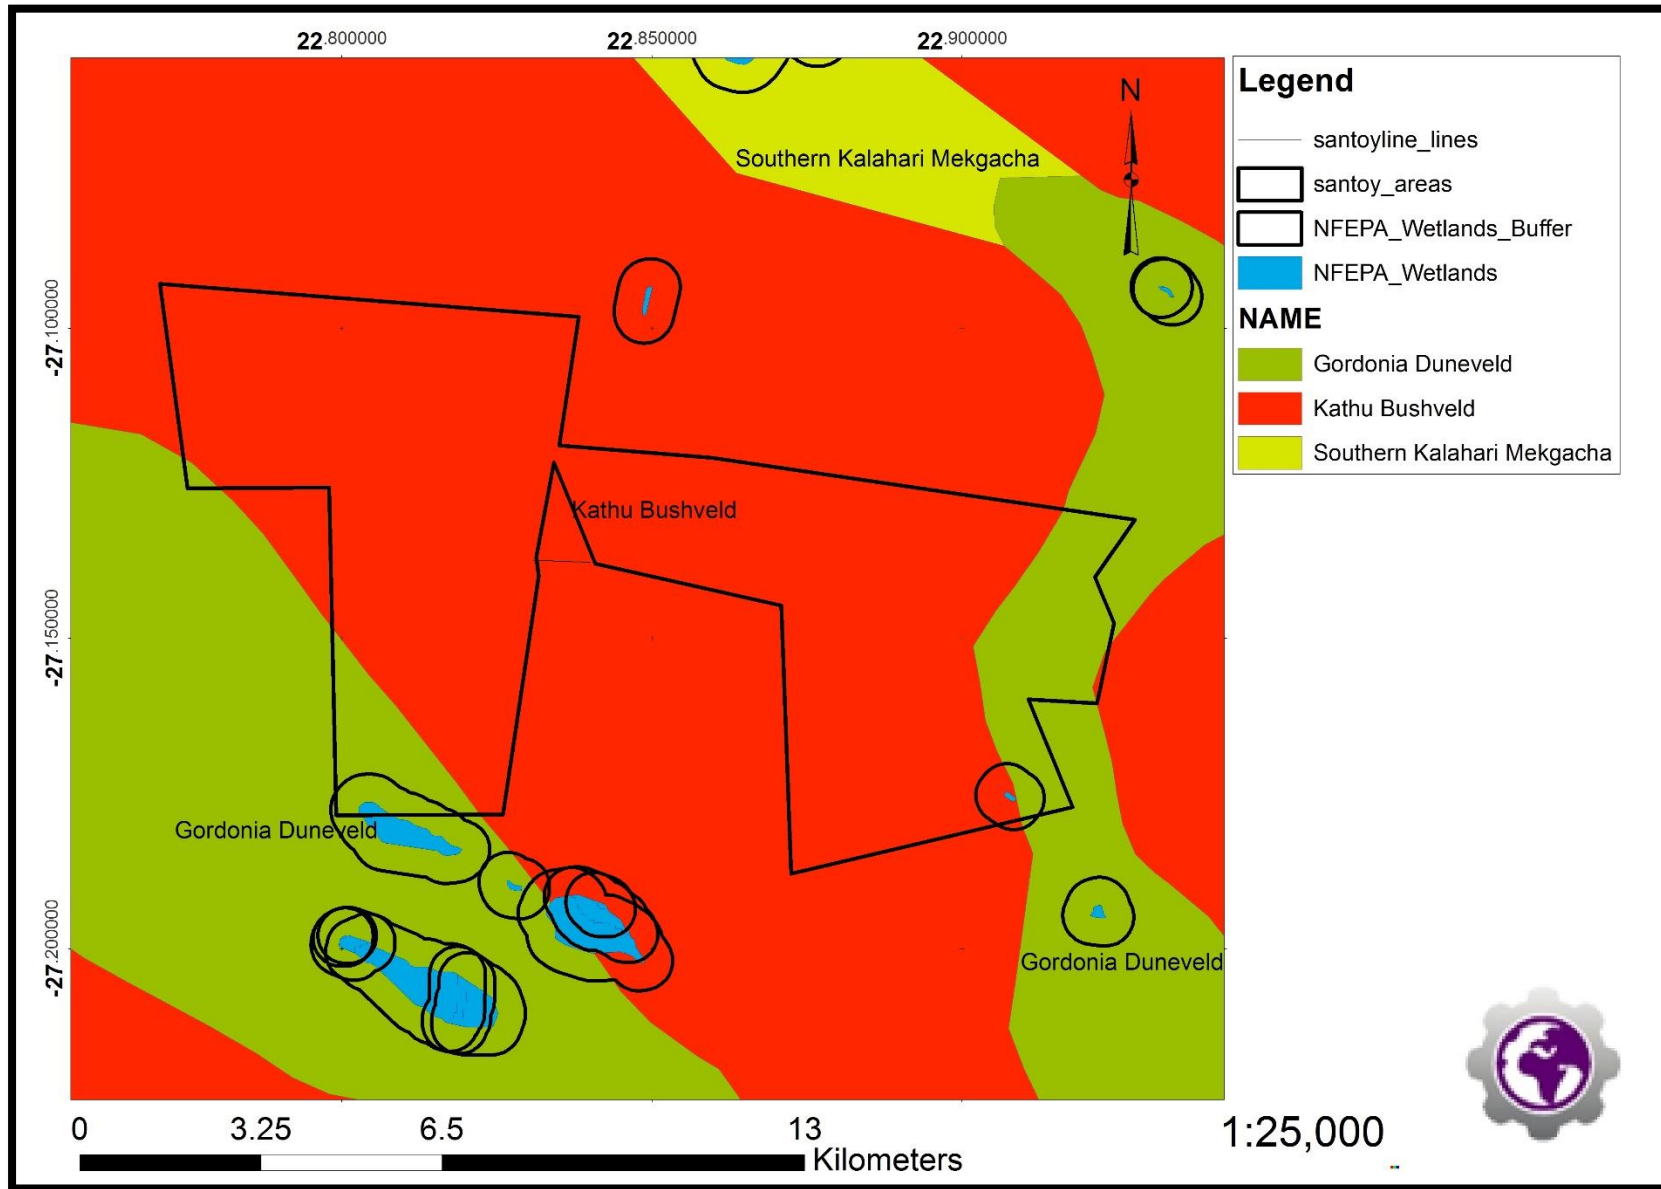 22.800000 22.850000 22.900000
Legend
N
santoyline_lines
Southern Kalahari Mekgacha
santoy_areas
NFEPA_Wetlands_Buffer
NFEPA_Wetlands
NAME
-27.100000
Gordonia Duneveld
Kathu Bushveld
Southern Kalahari Mekgacha
Kathu Bushveld
-27.150000
Gordonia Duneveld
-27.200000
Gordonia Duneveld
0 3.25 6.5 13 1:25,000
Kilometers